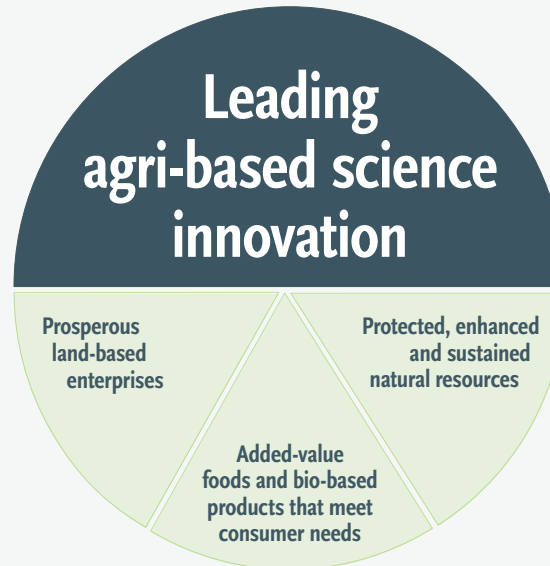 Leading
agri-based science
innovation
Prosperous
land-based
enterprises
Protected, enhanced
and sustained
natural resources
Added-value
foods and bio-based
products that meet
consumer needs